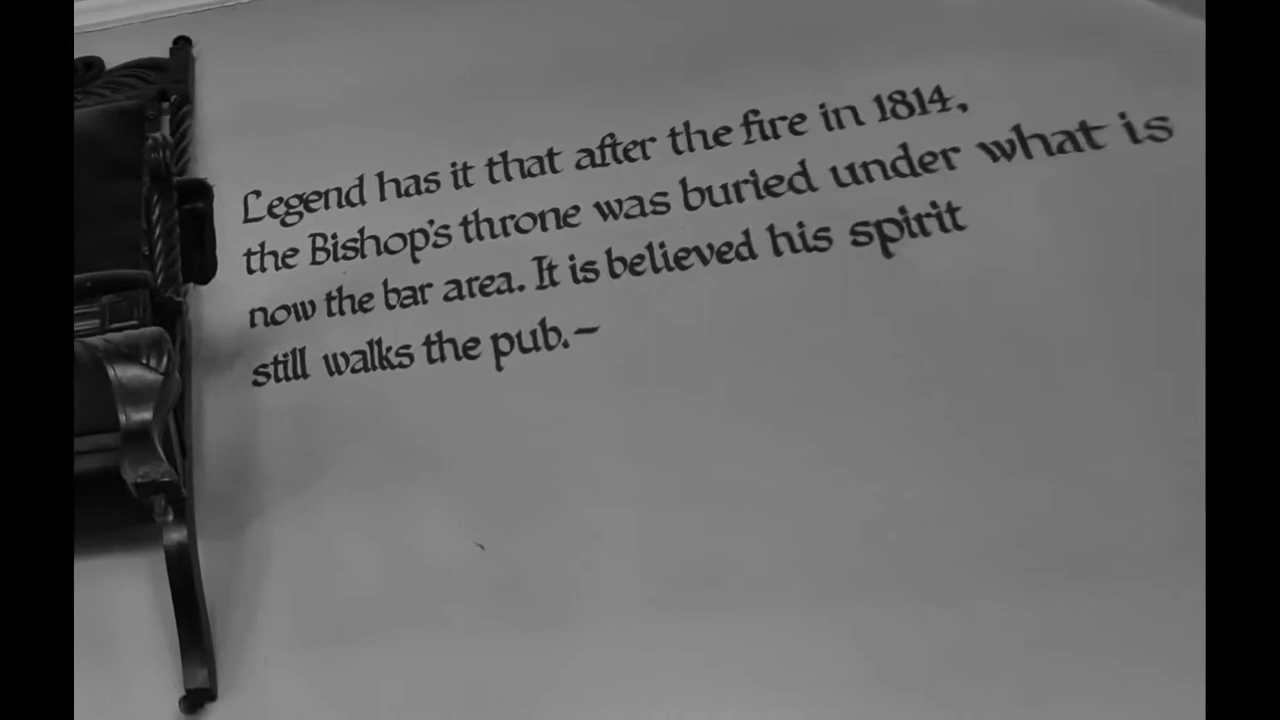 Legend has it that after the fire in 1814,
the Bishop's throne was buried under what is
now the bar area. It is believed his spirit
still walks the pub.~